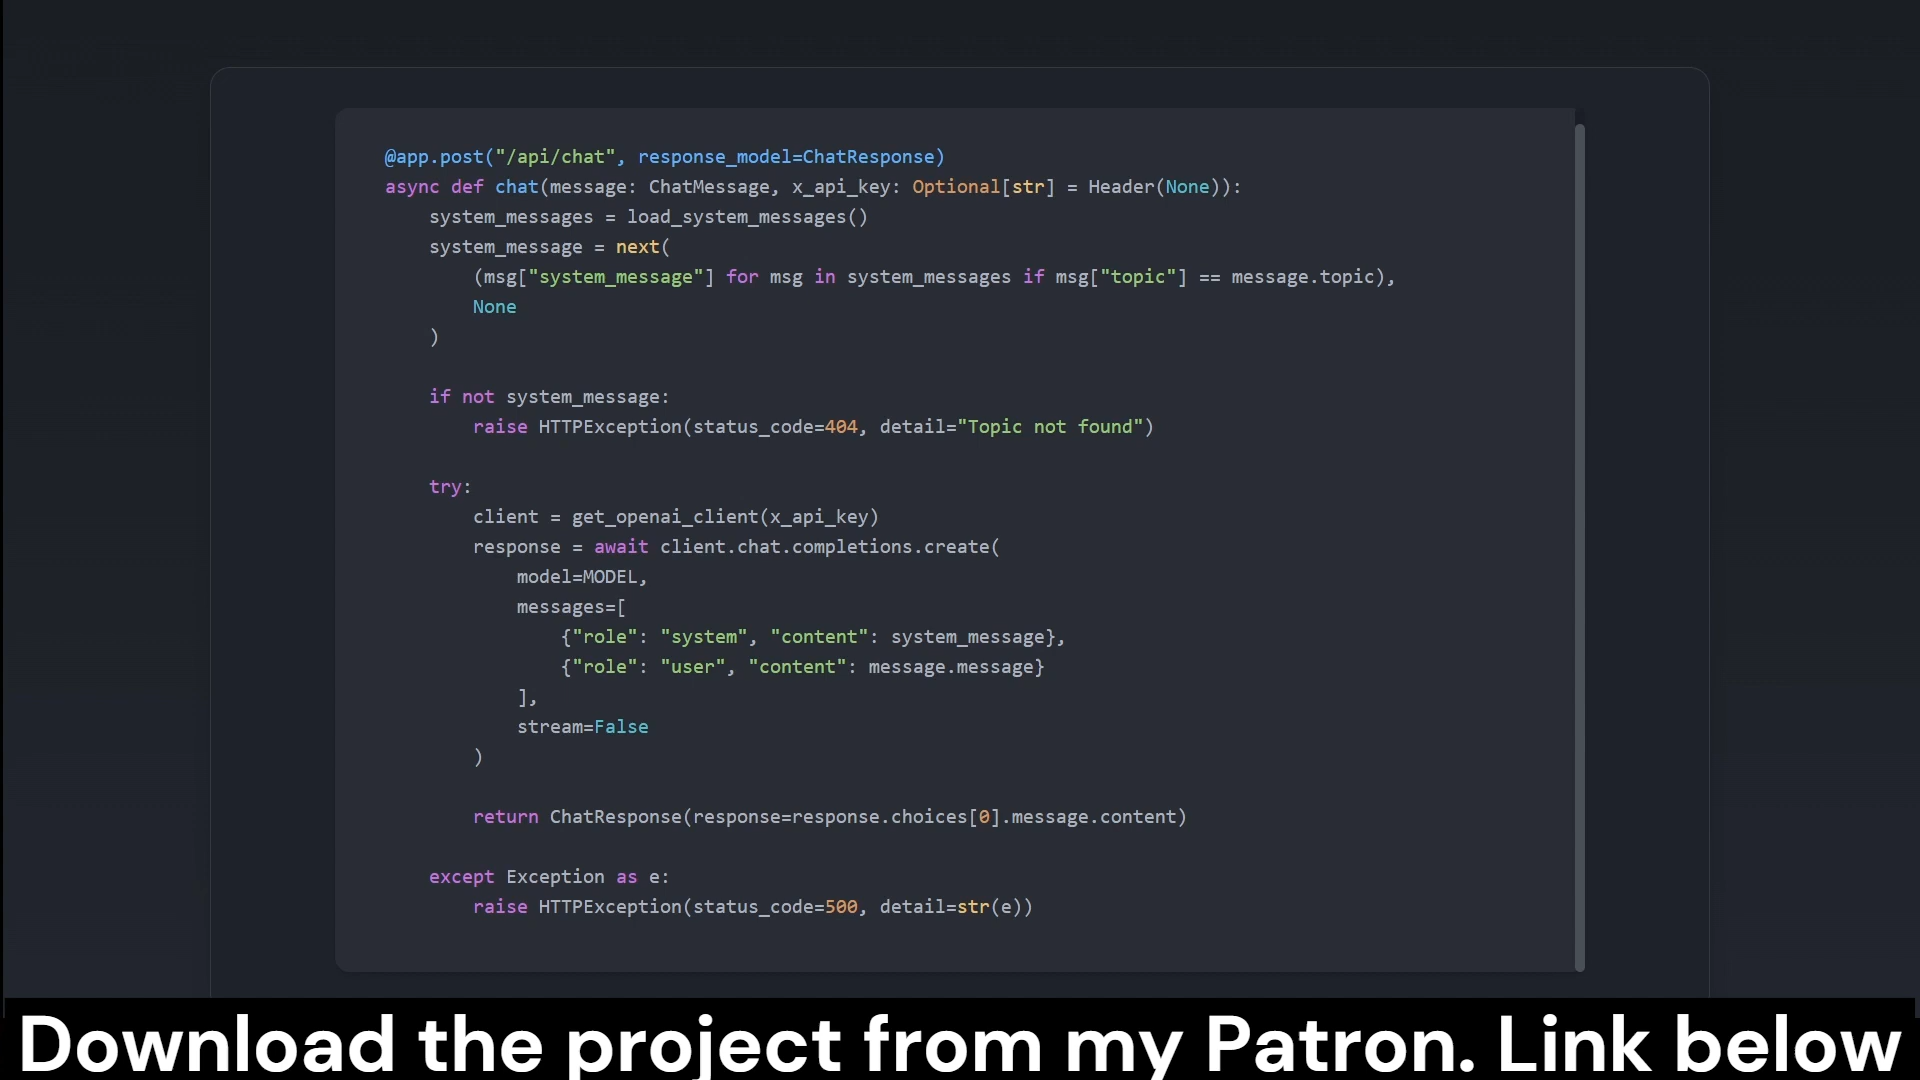 @app.post("/api/chat", response_model=ChatResponse)
async def chat(message: ChatMessage, x_api_key: Optional[str] = Header(None)):
    system_messages = load_system_messages()
    system_message = next(
        (msg["system_message"] for msg in system_messages if msg["topic"] == message.topic),
        None
    )

    if not system_message:
        raise HTTPException(status_code=404, detail="Topic not found")

    try:
        client = get_openai_client(x_api_key)
        response = await client.chat.completions.create(
            model=MODEL,
            messages=[
                {"role": "system", "content": system_message},
                {"role": "user", "content": message.message}
            ],
            stream=False
        )

        return ChatResponse(response=response.choices[0].message.content)

    except Exception as e:
        raise HTTPException(status_code=500, detail=str(e))
Download the project from my Patron. Link below